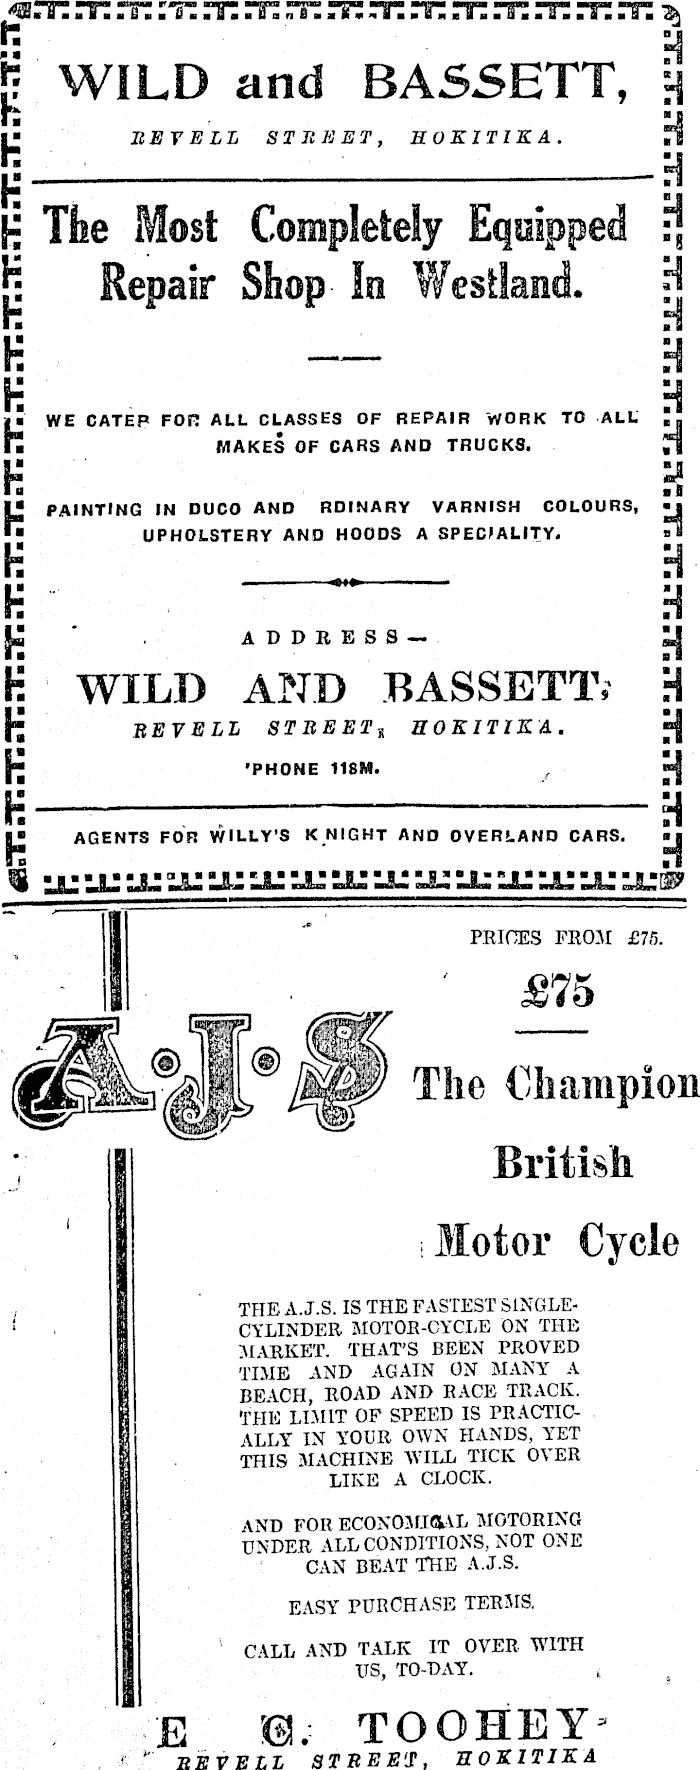 WILD and BASSETT,
REVELL STREET, HOKITIKA.
The Most Completely Equipped
Repair Shop In Westland.
WE CATER FOR ALL CLASSES OF REPAIR WORK TO ALL
MAKES OF CARS AND TRUCKS.
PAINTING IN DUCO AND RDINARY VARNISH COLOURS,
UPHOLSTERY AND HOODS A SPECIALITY.
ADDRESS—
WILD AND BASSETT,
REVELL STREET, HOKITIKA.
'PHONE 118M.
AGENTS FOR WILLY'S KNIGHT AND OVERLAND CARS.
PRICES FROM £75.
£75
A.J.S
The Champion
British
Motor Cycle
THE A.J.S. IS THE FASTEST SINGLE-
CYLINDER MOTOR-CYCLE ON THE
MARKET. THAT'S BEEN PROVED
TIME AND AGAIN ON MANY A
BEACH, ROAD AND RACE TRACK.
THE LIMIT OF SPEED IS PRACTIC-
ALLY IN YOUR OWN HANDS, YET
THIS MACHINE WILL TICK OVER
LIKE A CLOCK.
AND FOR ECONOMICAL MOTORING
UNDER ALL CONDITIONS, NOT ONE
CAN BEAT THE A.J.S.
EASY PURCHASE TERMS.
CALL AND TALK IT OVER WITH
US, TO-DAY.
E C. TOOHEY
REVELL STREET, HOKITIKA